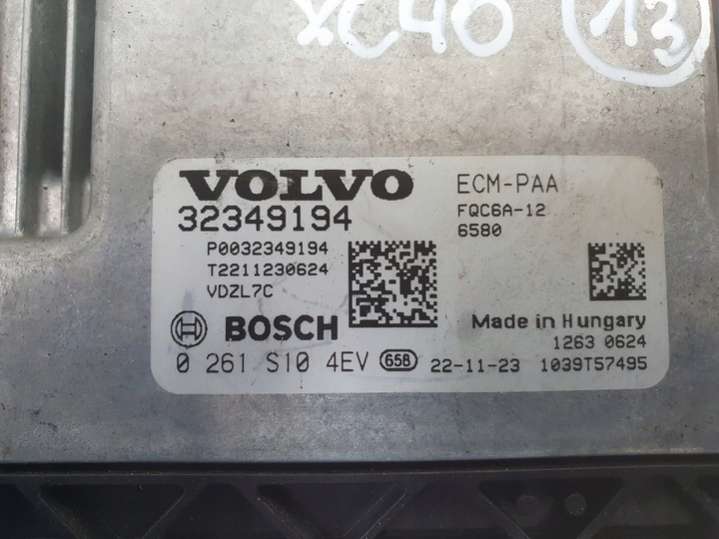 XC40 13
VOLVO ECM-PAA
32349194 FQC6A-12
6580
P0032349194
T2211230624
VDZL7C
BOSCH Made in Hungary
1263 0624
0 261 S10 4EV 65B 22-11-23 1039T57495